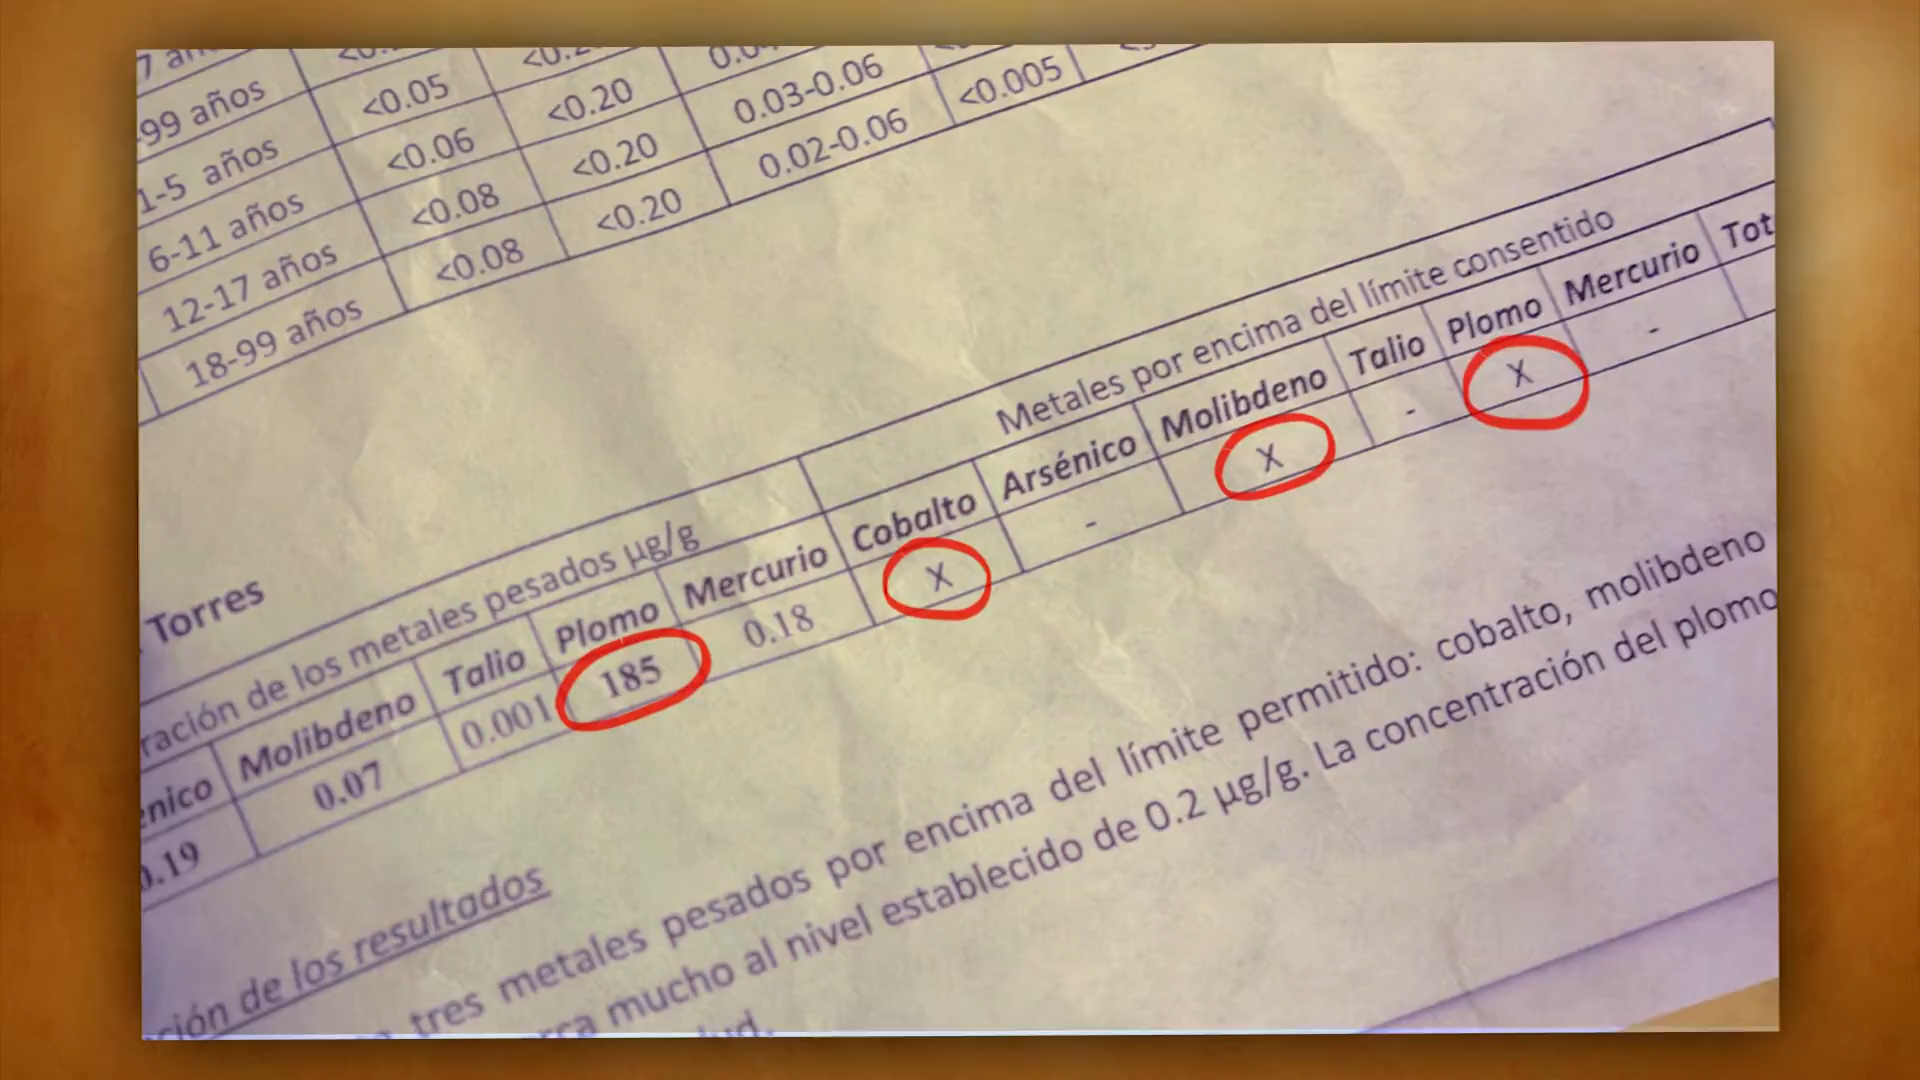 -99 años <0.05 <0.20 0.03-0.06 <0.005
1-5 años <0.06 <0.20 0.02-0.06
6-11 años <0.08 <0.20
12-17 años <0.08 <0.20
18-99 años
Torres
Metales por encima del límite consentido
de los metales pesados µg/g
Molibdeno Talio Plomo Mercurio Cobalto Arsénico Molibdeno Talio Plomo Mercurio
0.19 0.07 0.001 185 0.18 X - X - X -
de los resultados
tres metales pesados por encima del límite permitido: cobalto, molibdeno
mucho al nivel establecido de 0.2 µg/g. La concentración del plomo